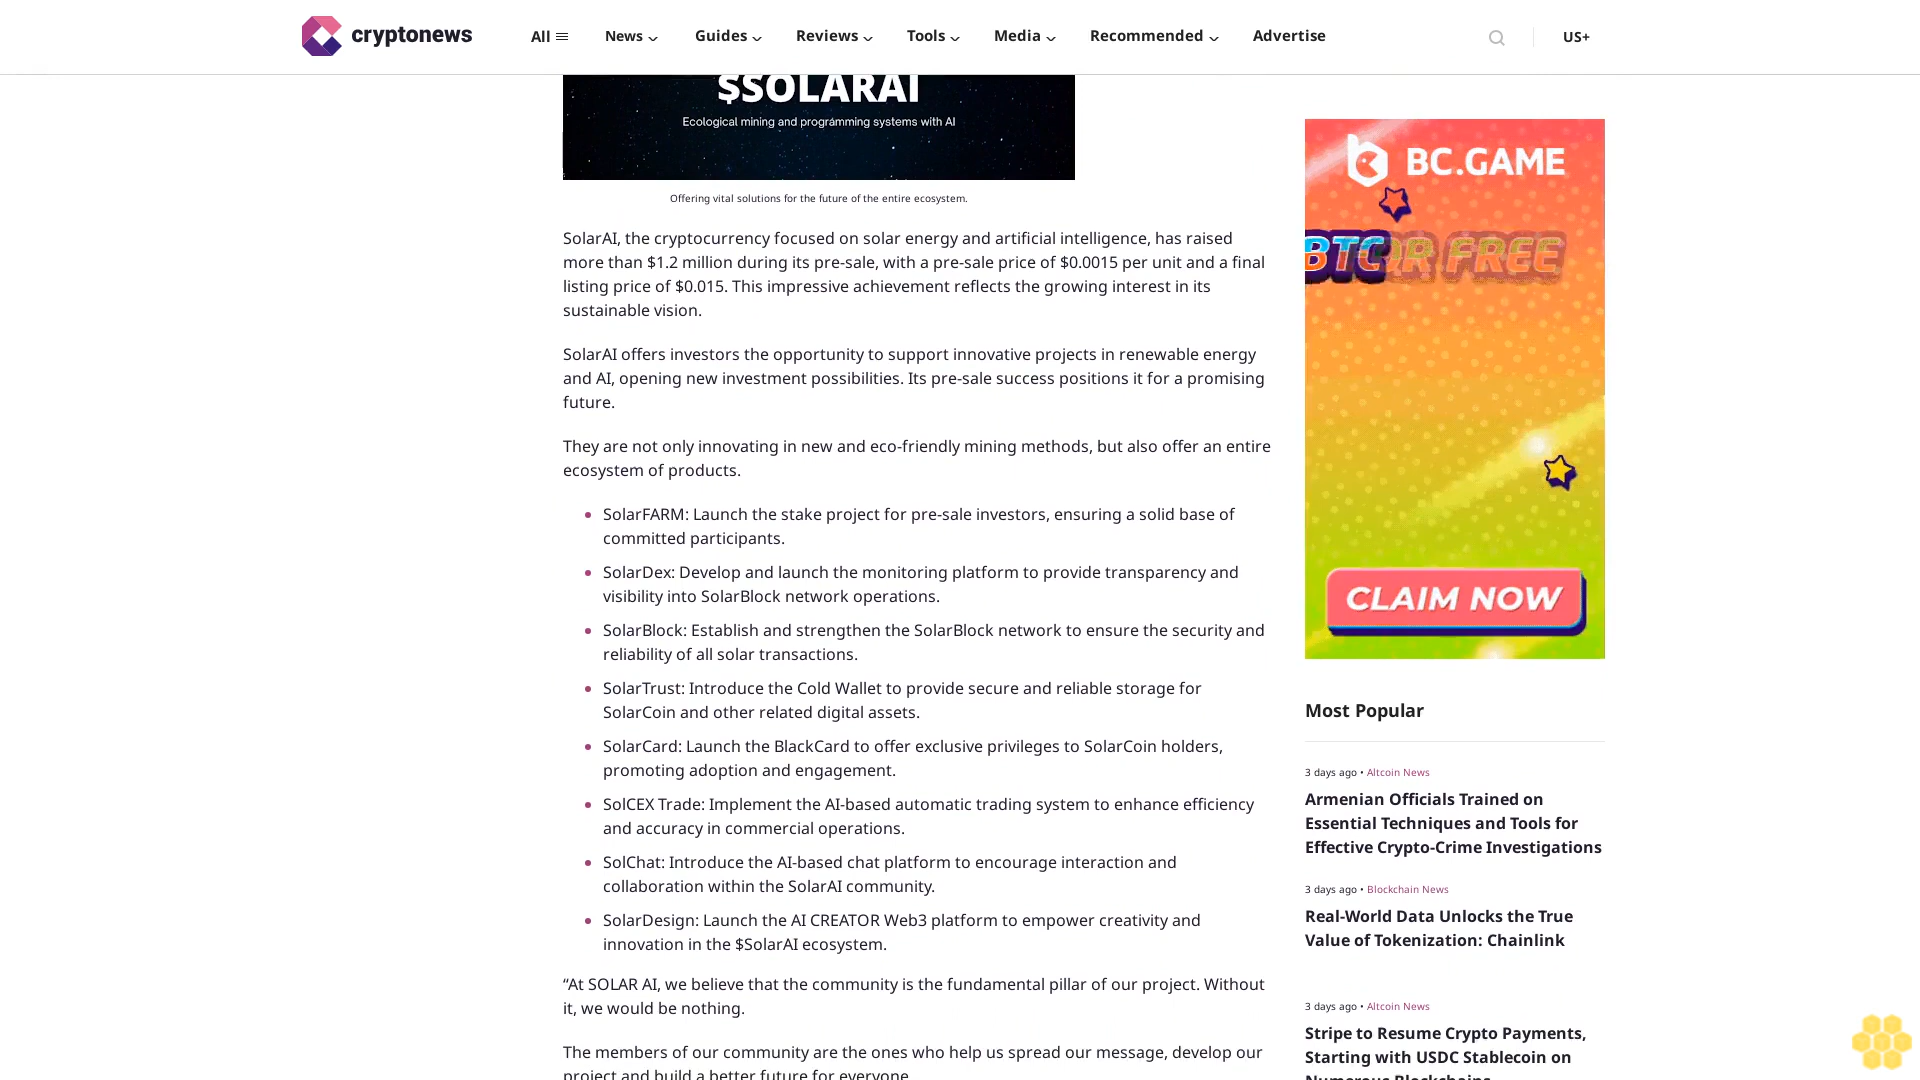 cryptonews
All
News
Guides
Reviews
Tools
Media
Recommended
Advertise
US+
$SOLARAI
Ecological mining and programming systems with AI
Offering vital solutions for the future of the entire ecosystem.
SolarAI, the cryptocurrency focused on solar energy and artificial intelligence, has raised
more than $1.2 million during its pre-sale, with a pre-sale price of $0.0015 per unit and a final
listing price of $0.015. This impressive achievement reflects the growing interest in its
sustainable vision.
SolarAI offers investors the opportunity to support innovative projects in renewable energy
and AI, opening new investment possibilities. Its pre-sale success positions it for a promising
future.
They are not only innovating in new and eco-friendly mining methods, but also offer an entire
ecosystem of products.
SolarFARM: Launch the stake project for pre-sale investors, ensuring a solid base of
committed participants.
SolarDex: Develop and launch the monitoring platform to provide transparency and
visibility into SolarBlock network operations.
SolarBlock: Establish and strengthen the SolarBlock network to ensure the security and
reliability of all solar transactions.
SolarTrust: Introduce the Cold Wallet to provide secure and reliable storage for
SolarCoin and other related digital assets.
SolarCard: Launch the BlackCard to offer exclusive privileges to SolarCoin holders,
promoting adoption and engagement.
SolCEX Trade: Implement the AI-based automatic trading system to enhance efficiency
and accuracy in commercial operations.
SolChat: Introduce the AI-based chat platform to encourage interaction and
collaboration within the SolarAI community.
SolarDesign: Launch the AI CREATOR Web3 platform to empower creativity and
innovation in the $SolarAI ecosystem.
“At SOLAR AI, we believe that the community is the fundamental pillar of our project. Without
it, we would be nothing.
The members of our community are the ones who help us spread our message, develop our
project and build a better future for everyone.
BC.GAME
BTC
FREE
CLAIM NOW
Most Popular
3 days ago • Altcoin News
Armenian Officials Trained on
Essential Techniques and Tools for
Effective Crypto-Crime Investigations
3 days ago • Blockchain News
Real-World Data Unlocks the True
Value of Tokenization: Chainlink
3 days ago • Altcoin News
Stripe to Resume Crypto Payments,
Starting with USDC Stablecoin on
Numerous Blockchains